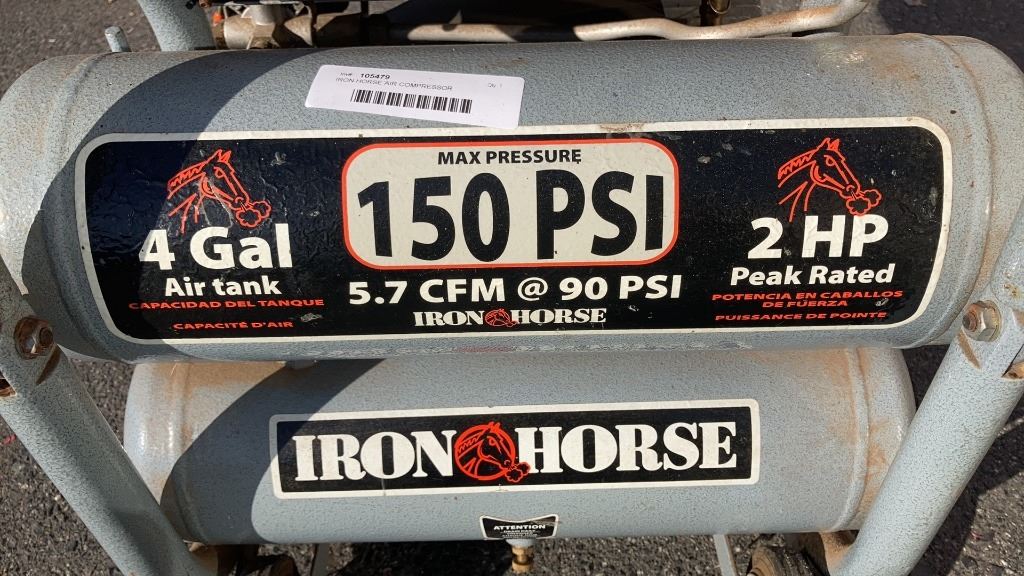 105479
IRON HORSE AIR COMPRESSOR
MAX PRESSURE
150 PSI
5.7 CFM @ 90 PSI
IRON HORSE
4 Gal
Air tank
CAPACIDAD DEL TANQUE
CAPACITÉ D'AIR
2 HP
Peak Rated
POTENCIA EN CABALLOS
DE FUERZA
PUISSANCE DE POINTE
IRON HORSE
ATTENTION